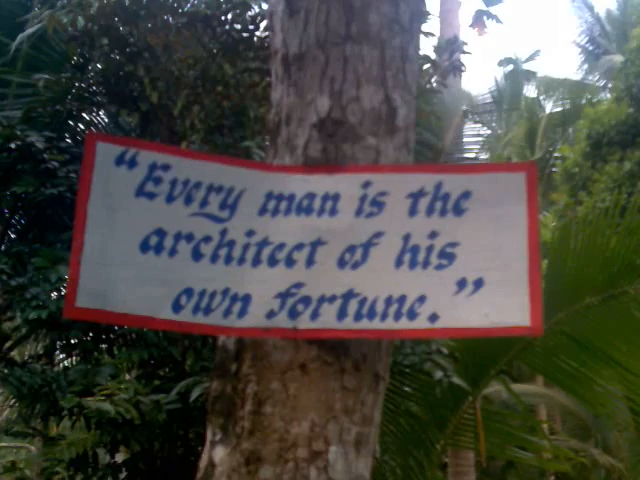 "Every man is the
architect of his
own fortune."